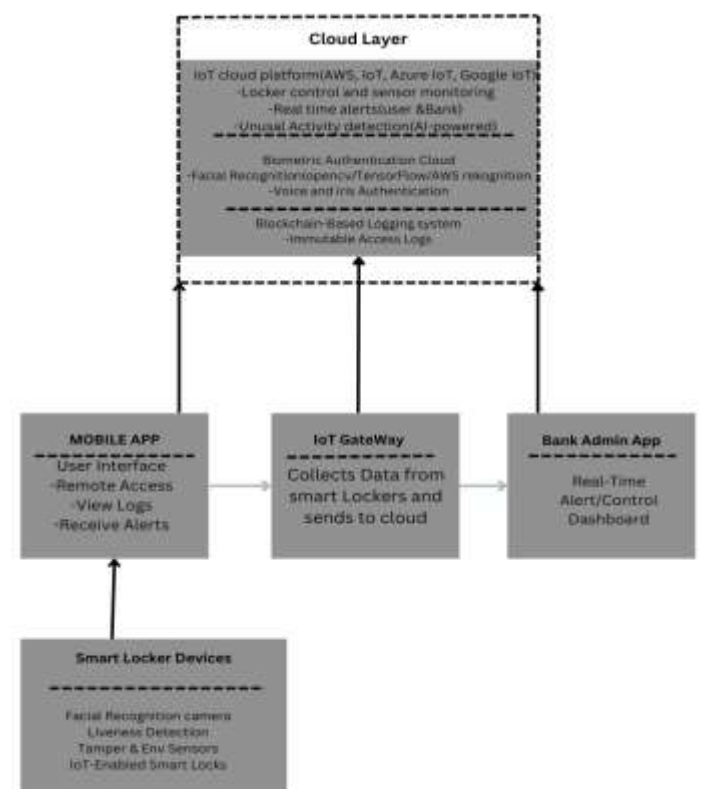 Cloud Layer
IoT cloud platform(AWS, IoT, Azure IoT, Google IoT)
-Locker control and sensor monitoring
-Real time alerts(user &Bank)
-Unusal Activity detection(AI-powered)
Biometric Authentication Cloud
-Facial Recognition(opencv/TensorFlow/AWS rekognition
-Voice and iris Authentication
Blockchain-Based Logging system
-Immutable Access Logs
MOBILE APP
User Interface
-Remote Access
-View Logs
-Receive Alerts
IoT GateWay
Collects Data from
smart Lockers and
sends to cloud
Bank Admin App
Real-Time
Alert/Control
Dashboard
Smart Locker Devices
Facial Recognition camera
Liveness Detection
Tamper & Env Sensors
IoT-Enabled Smart Locks